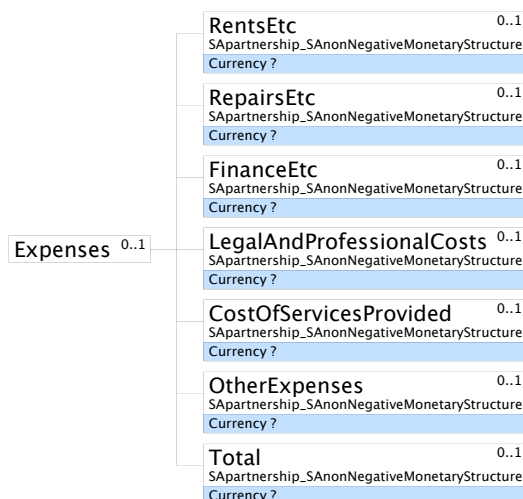 RentsEtc 0..1
SApartnership_SAnonNegativeMonetaryStructure
Currency ?
RepairsEtc 0..1
SApartnership_SAnonNegativeMonetaryStructure
Currency ?
FinanceEtc 0..1
SApartnership_SAnonNegativeMonetaryStructure
Currency ?
Expenses 0..1
LegalAndProfessionalCosts 0..1
SApartnership_SAnonNegativeMonetaryStructure
Currency ?
CostOfServicesProvided 0..1
SApartnership_SAnonNegativeMonetaryStructure
Currency ?
OtherExpenses 0..1
SApartnership_SAnonNegativeMonetaryStructure
Currency ?
Total 0..1
SApartnership_SAnonNegativeMonetaryStructure
Currency ?